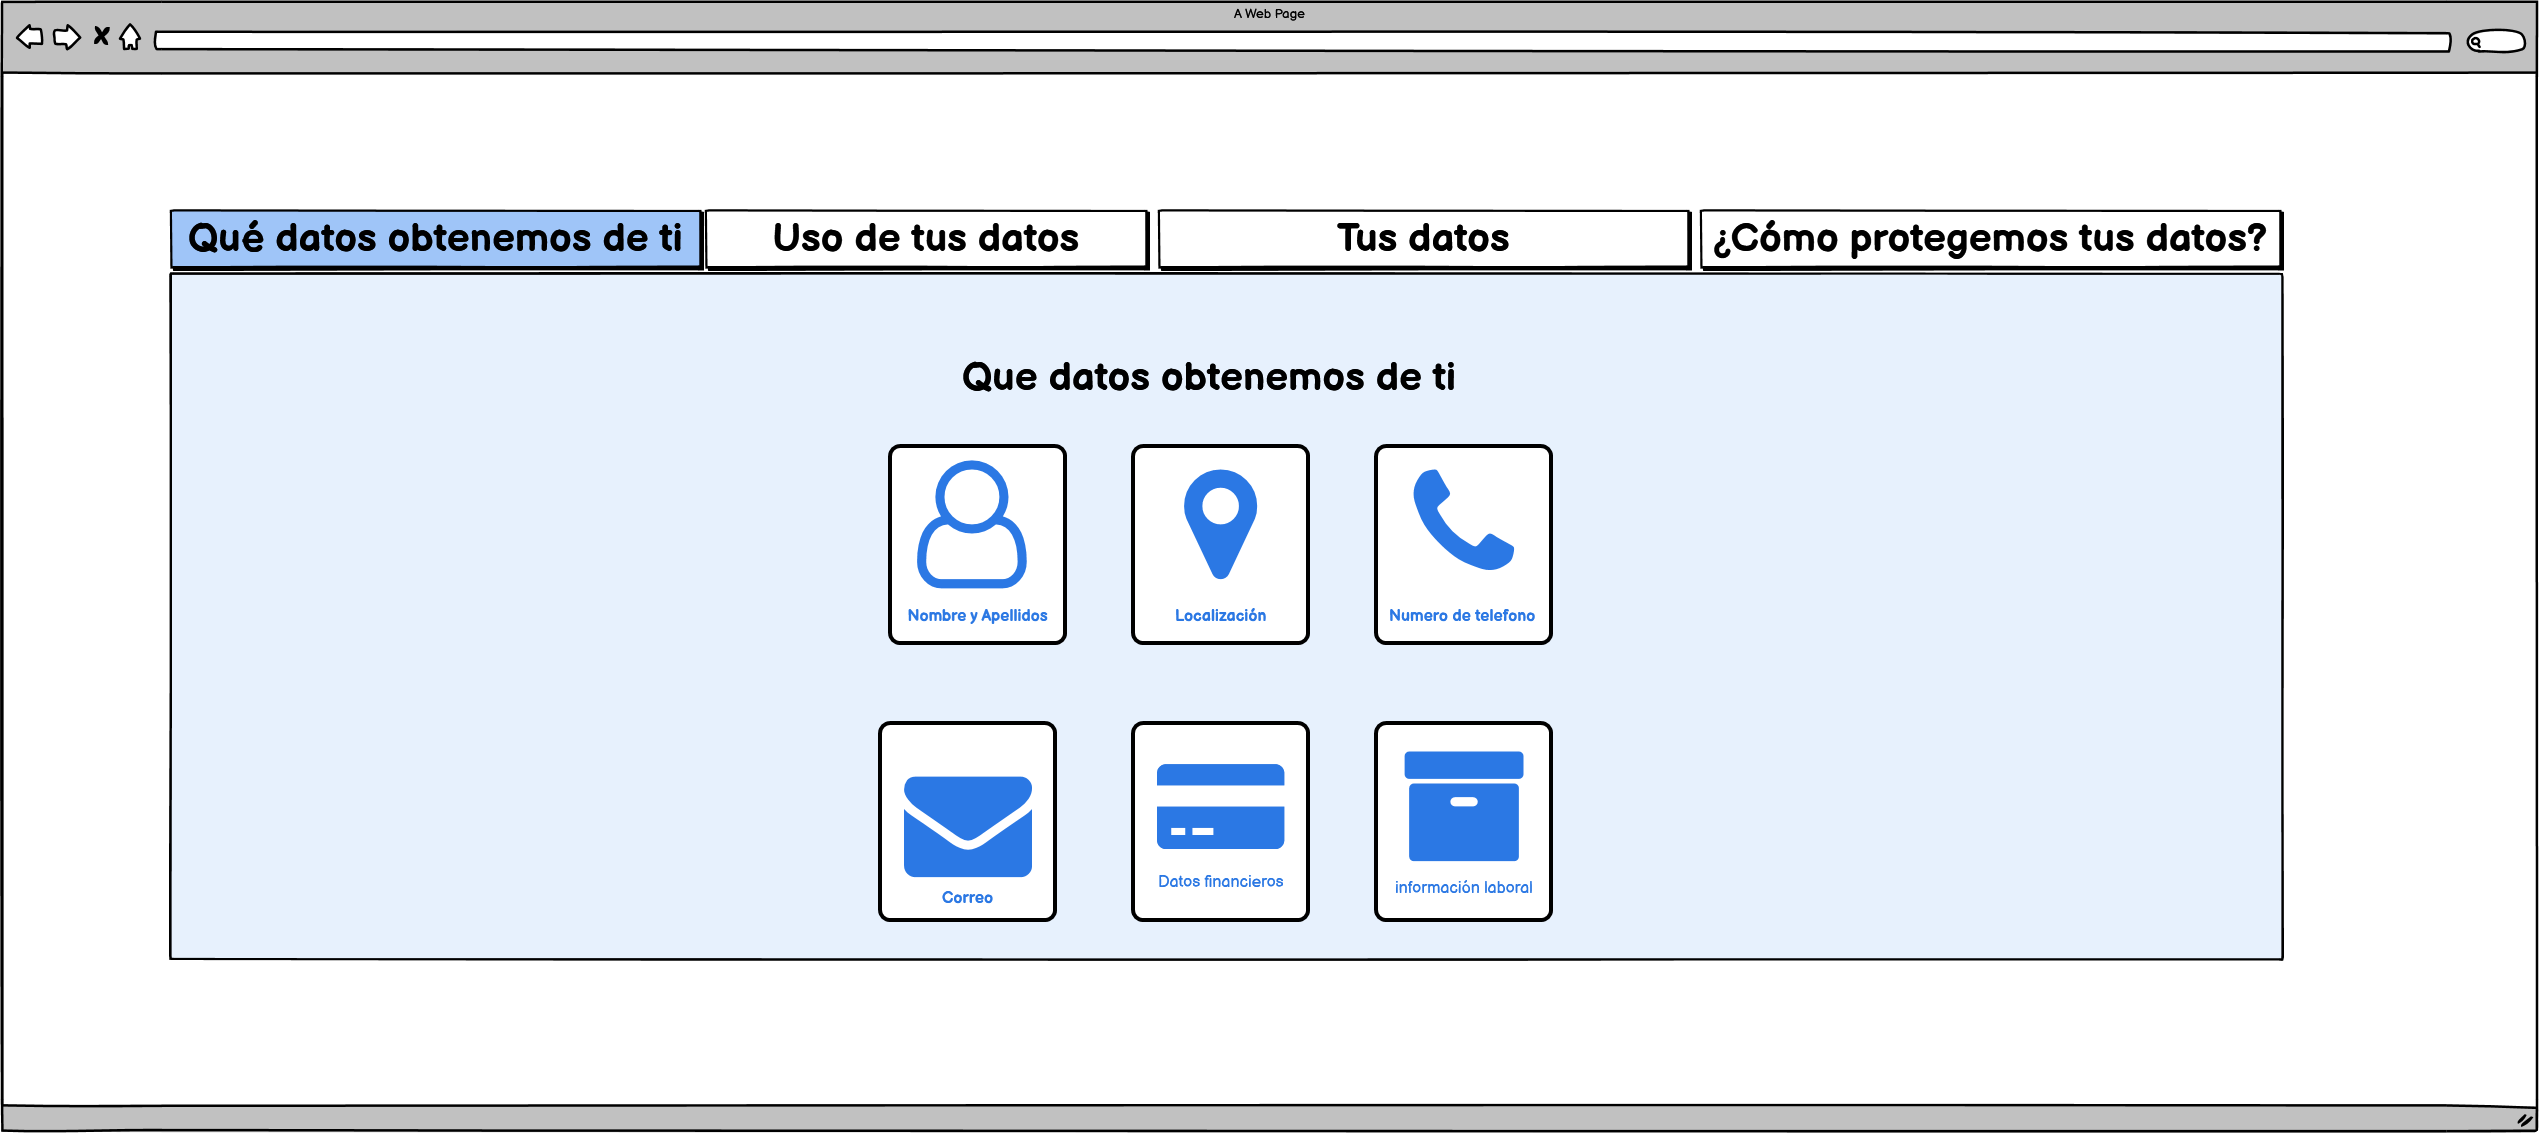 A Web Page
Qué datos obtenemos de ti
Uso de tus datos
Tus datos
¿Cómo protegemos tus datos?
Que datos obtenemos de ti
Nombre y Apellidos
Localización
Numero de telefono
Correo
Datos financieros
información laboral